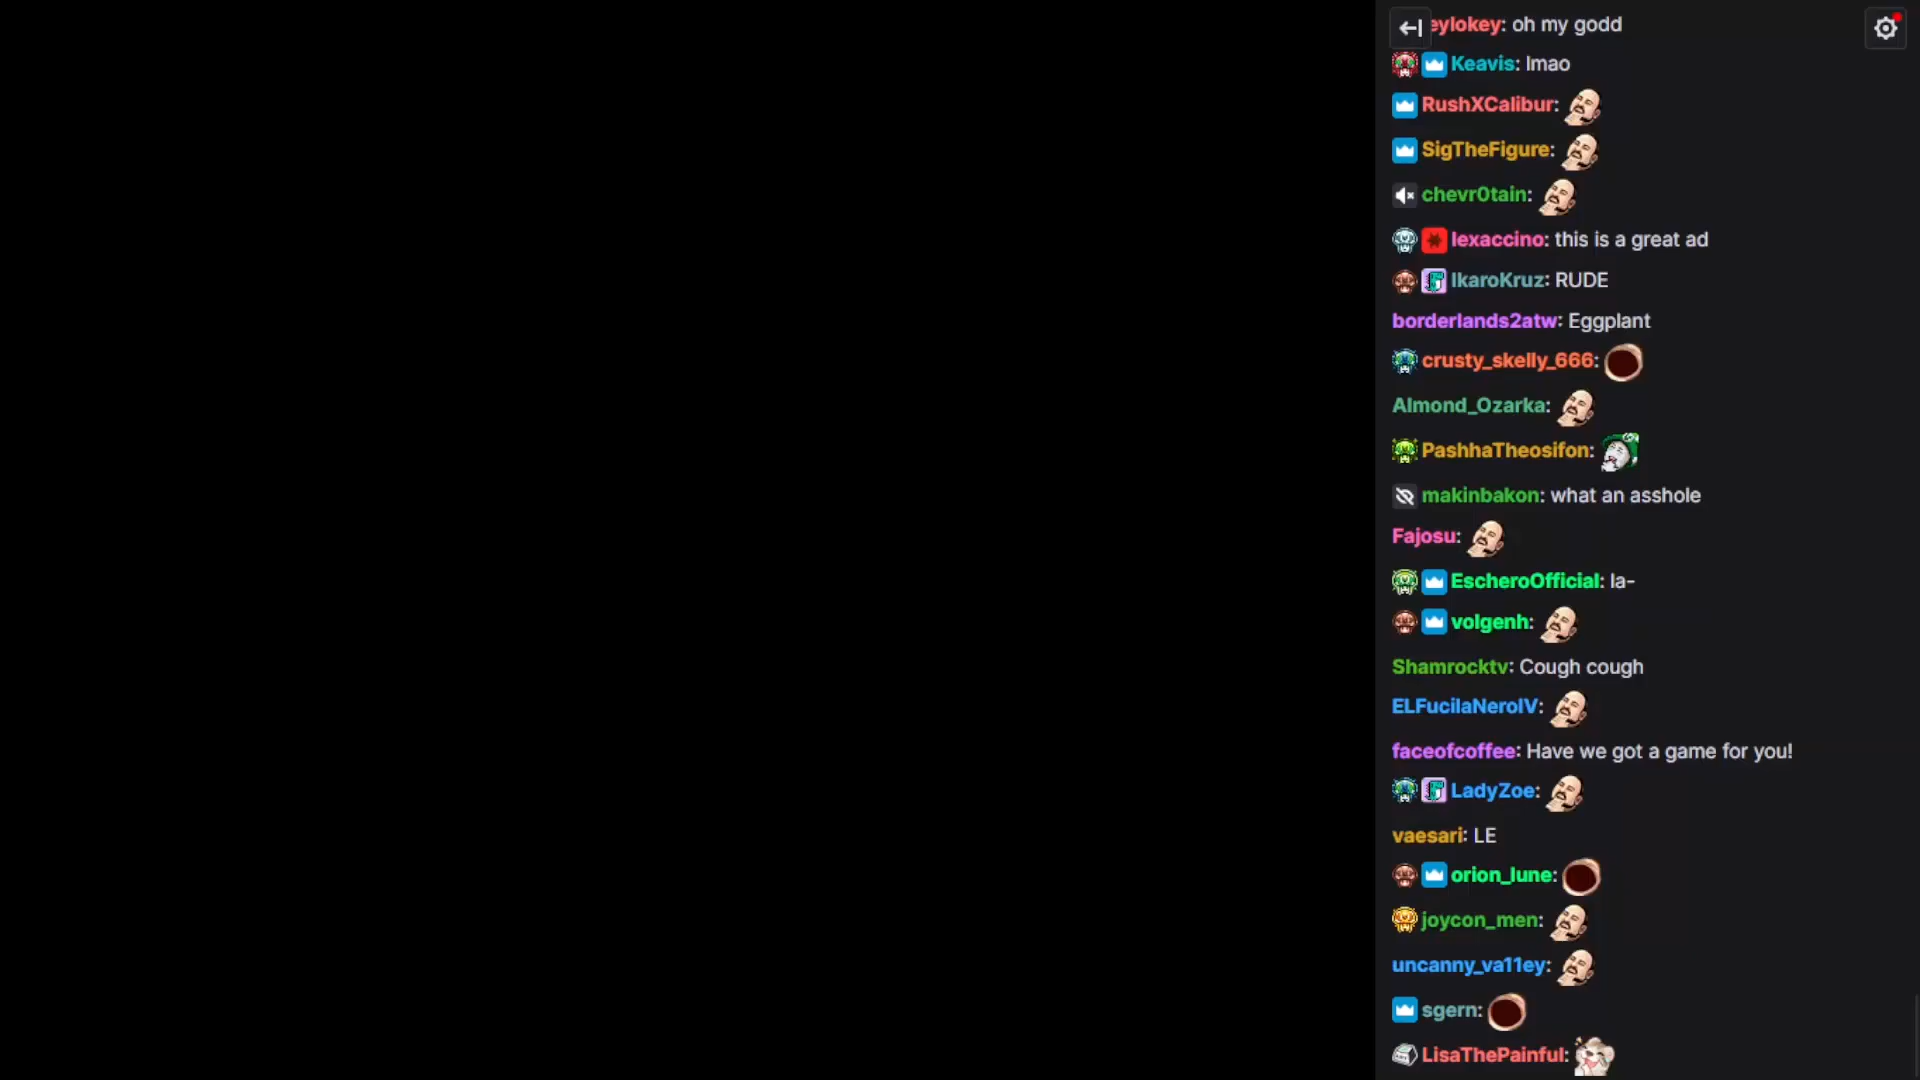 eylokey: oh my godd
Keavis: lmao
RushXCalibur:
SigTheFigure:
chevr0tain:
lexaccino: this is a great ad
IkaroKruz: RUDE
borderlands2atw: Eggplant
crusty_skelly_666:
Almond_Ozarka:
PashhaTheosifon:
makinbakon: what an asshole
Fajosu:
EscheroOfficial: la-
volgenh:
Shamrocktv: Cough cough
ELFucilaNeroIV:
faceofcoffee: Have we got a game for you!
LadyZoe:
vaesari: LE
orion_lune:
joycon_men:
uncanny_va11ey:
sgern:
LisaThePainful: